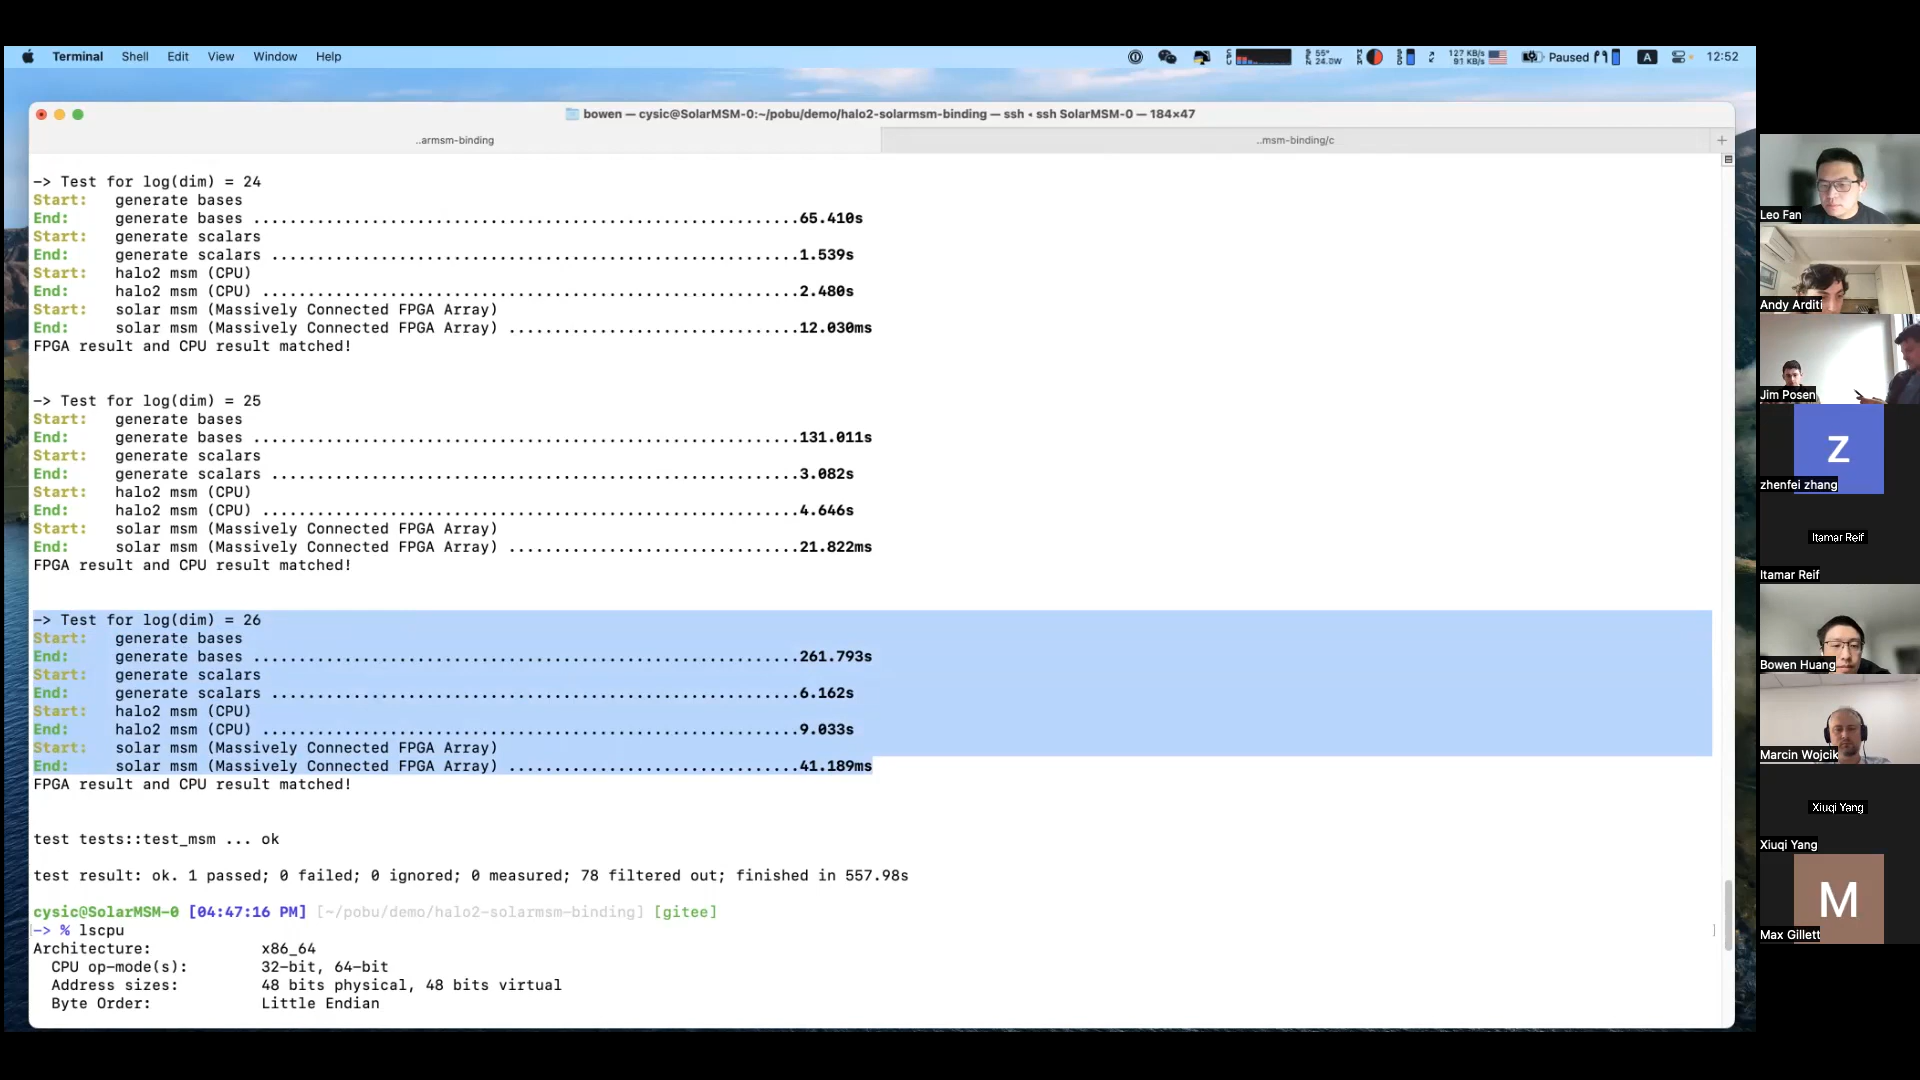 Terminal Shell Edit View Window Help
55° 24.0W 127 KB/s 91 KB/s Paused A 12:52
bowen — cysic@SolarMSM-0:~/pobu/demo/halo2-solarmsm-binding — ssh ◂ ssh SolarMSM-0 — 184×47
..armsm-binding ..msm-binding/c +
-> Test for log(dim) = 24
Start: generate bases
End: generate bases ............................................................65.410s
Start: generate scalars
End: generate scalars ..........................................................1.539s
Start: halo2 msm (CPU)
End: halo2 msm (CPU) ...........................................................2.480s
Start: solar msm (Massively Connected FPGA Array)
End: solar msm (Massively Connected FPGA Array) ................................12.030ms
FPGA result and CPU result matched!
-> Test for log(dim) = 25
Start: generate bases
End: generate bases ............................................................131.011s
Start: generate scalars
End: generate scalars ..........................................................3.082s
Start: halo2 msm (CPU)
End: halo2 msm (CPU) ...........................................................4.646s
Start: solar msm (Massively Connected FPGA Array)
End: solar msm (Massively Connected FPGA Array) ................................21.822ms
FPGA result and CPU result matched!
-> Test for log(dim) = 26
Start: generate bases
End: generate bases ............................................................261.793s
Start: generate scalars
End: generate scalars ..........................................................6.162s
Start: halo2 msm (CPU)
End: halo2 msm (CPU) ...........................................................9.033s
Start: solar msm (Massively Connected FPGA Array)
End: solar msm (Massively Connected FPGA Array) ................................41.189ms
FPGA result and CPU result matched!
test tests::test_msm ... ok
test result: ok. 1 passed; 0 failed; 0 ignored; 0 measured; 78 filtered out; finished in 557.98s
cysic@SolarMSM-0 [04:47:16 PM] [~/pobu/demo/halo2-solarmsm-binding] [gitee]
-> % lscpu
Architecture: x86_64
CPU op-mode(s): 32-bit, 64-bit
Address sizes: 48 bits physical, 48 bits virtual
Byte Order: Little Endian
Leo Fan
Andy Arditi
Jim Posen
Z
zhenfei zhang
Itamar Reif
Itamar Reif
Bowen Huang
Marcin Wojcik
Xiuqi Yang
Xiuqi Yang
M
Max Gillett